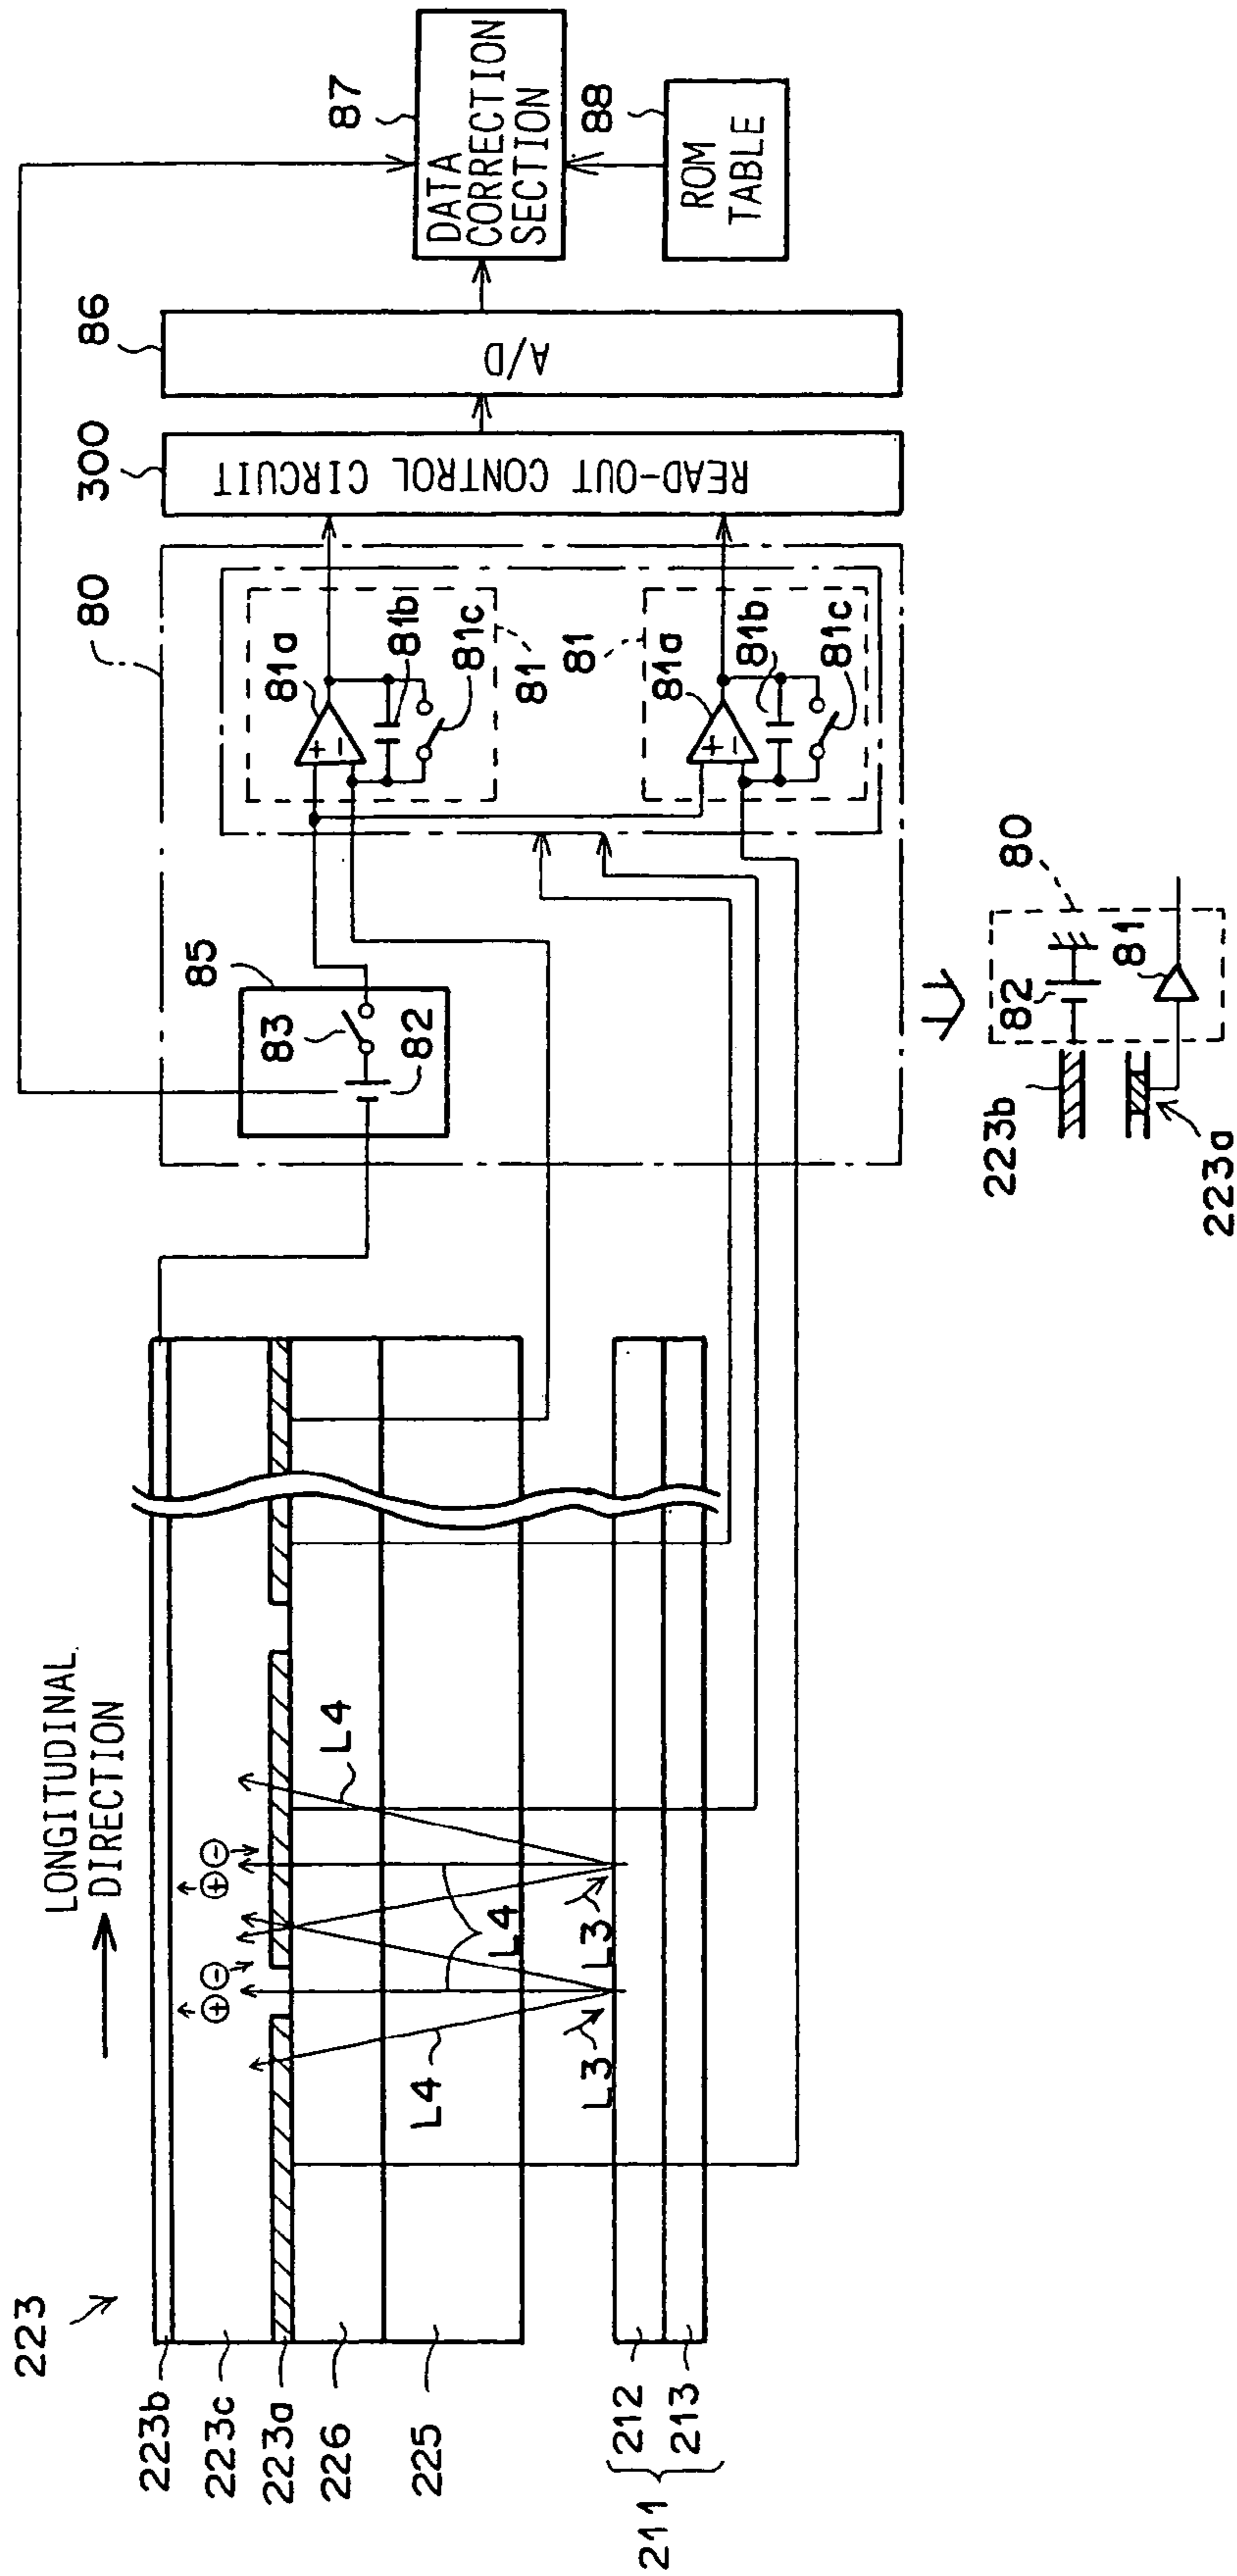 223
LONGITUDINAL
DIRECTION
223b
223c
223a
226
225
211
212
213
L4
L4
L4
L3
L3
⊕
⊖
⊕
⊖
80
85
83
82
81a
+
−
81b
81c
81
81
81a
+
−
81b
81c
300
READ-OUT CONTROL CIRCUIT
86
A/D
87
DATA
CORRECTION
SECTION
88
ROM
TABLE
80
82
81
223b
223a